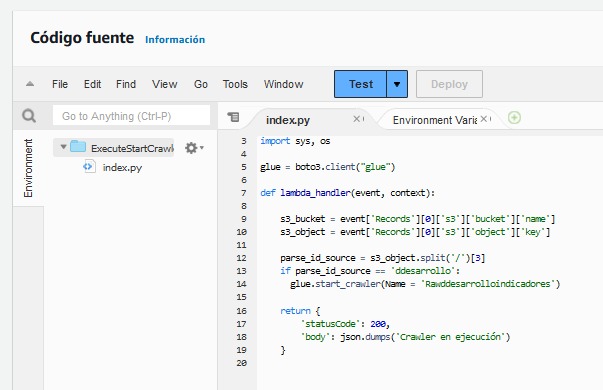 Código fuente Información
File Edit Find View Go Tools Window Test Deploy
Go to Anything (Ctrl-P)
index.py Environment Varia
Environment
ExecuteStartCrawl
index.py
3 import sys, os
4
5 glue = boto3.client("glue")
6
7 def lambda_handler(event, context):
8
9 s3_bucket = event['Records'][0]['s3']['bucket']['name']
10 s3_object = event['Records'][0]['s3']['object']['key']
11
12 parse_id_source = s3_object.split('/')[3]
13 if parse_id_source == 'ddesarrollo':
14 glue.start_crawler(Name = 'Rawddesarrolloindicadores')
15
16 return {
17 'statusCode': 200,
18 'body': json.dumps('Crawler en ejecución')
19 }
20